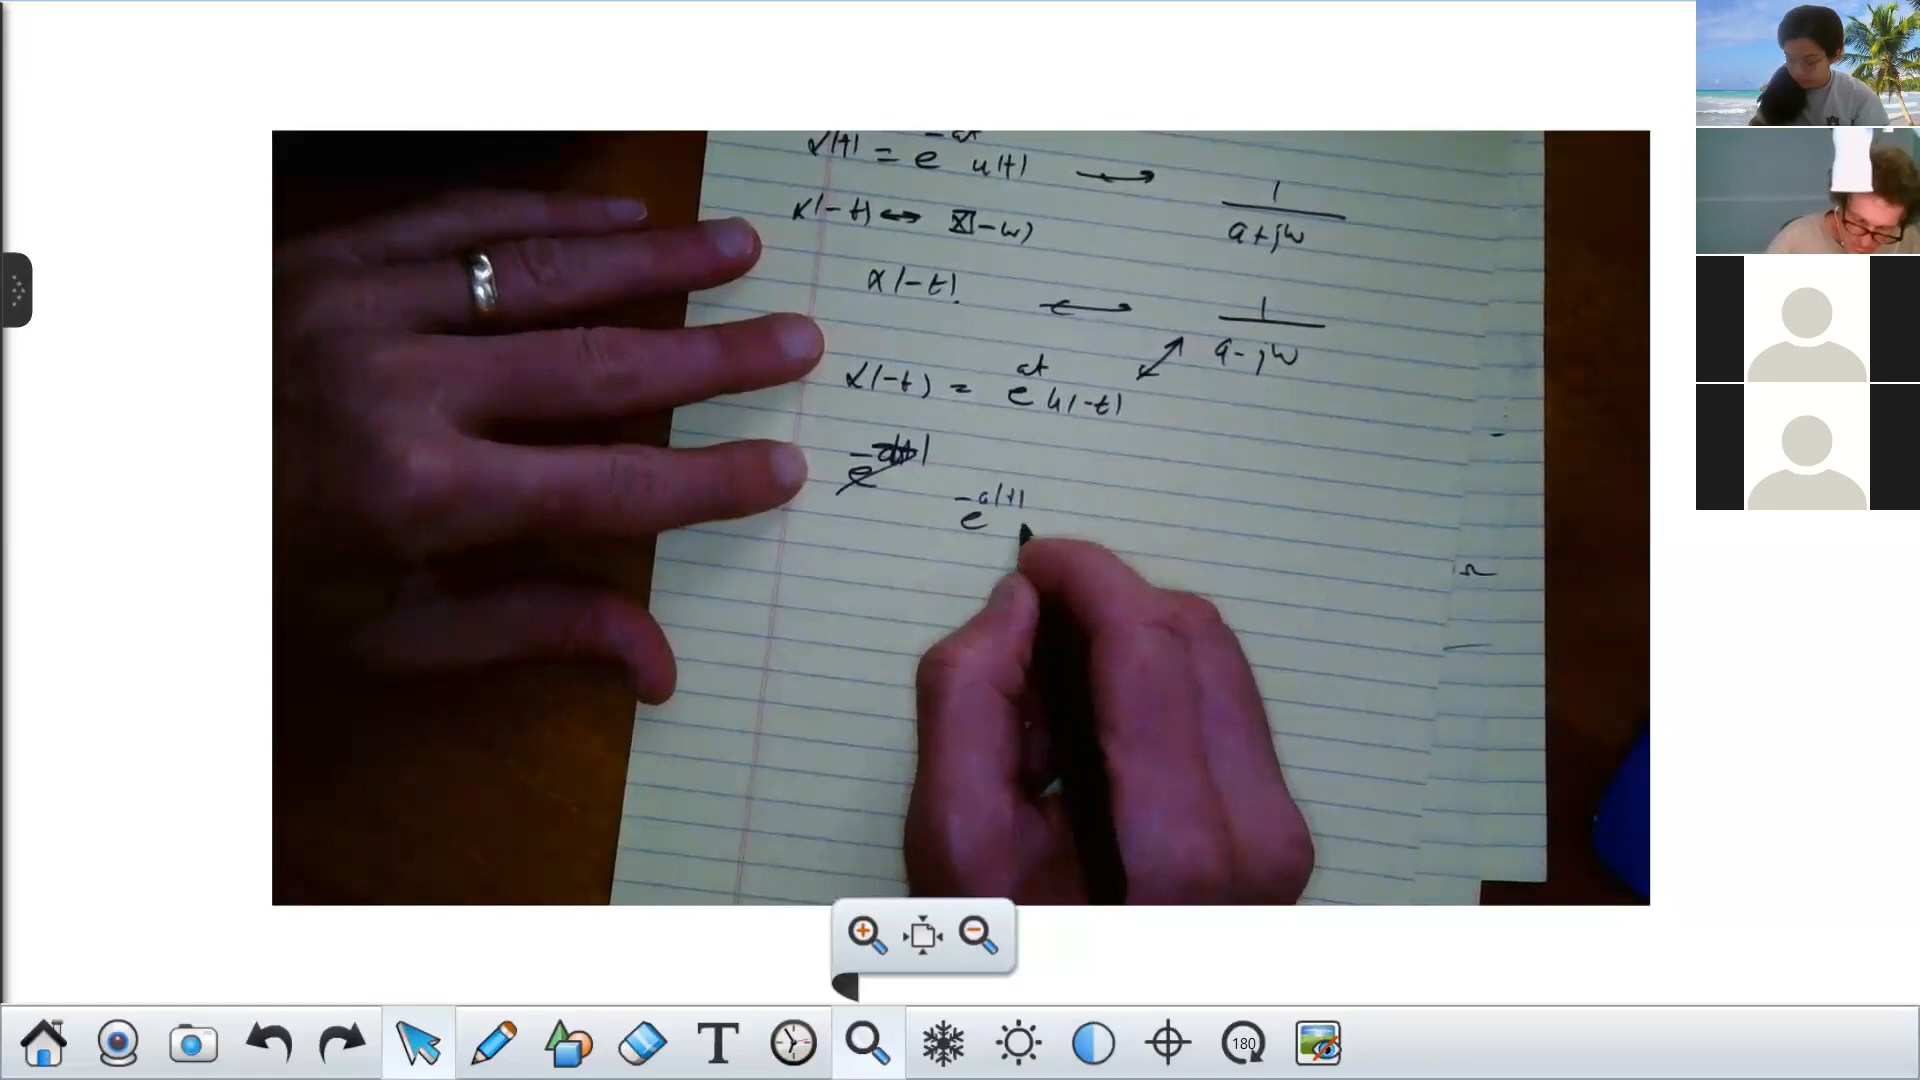 x(t) = e^{-at} u(t) ⟷ 1/(a+jω)
x(-t) ⟷ X(-ω)
x(-t) ⟷ 1/(a-jω)
x(-t) = e^{at} u(-t)
e^{-a|t|}
T
180